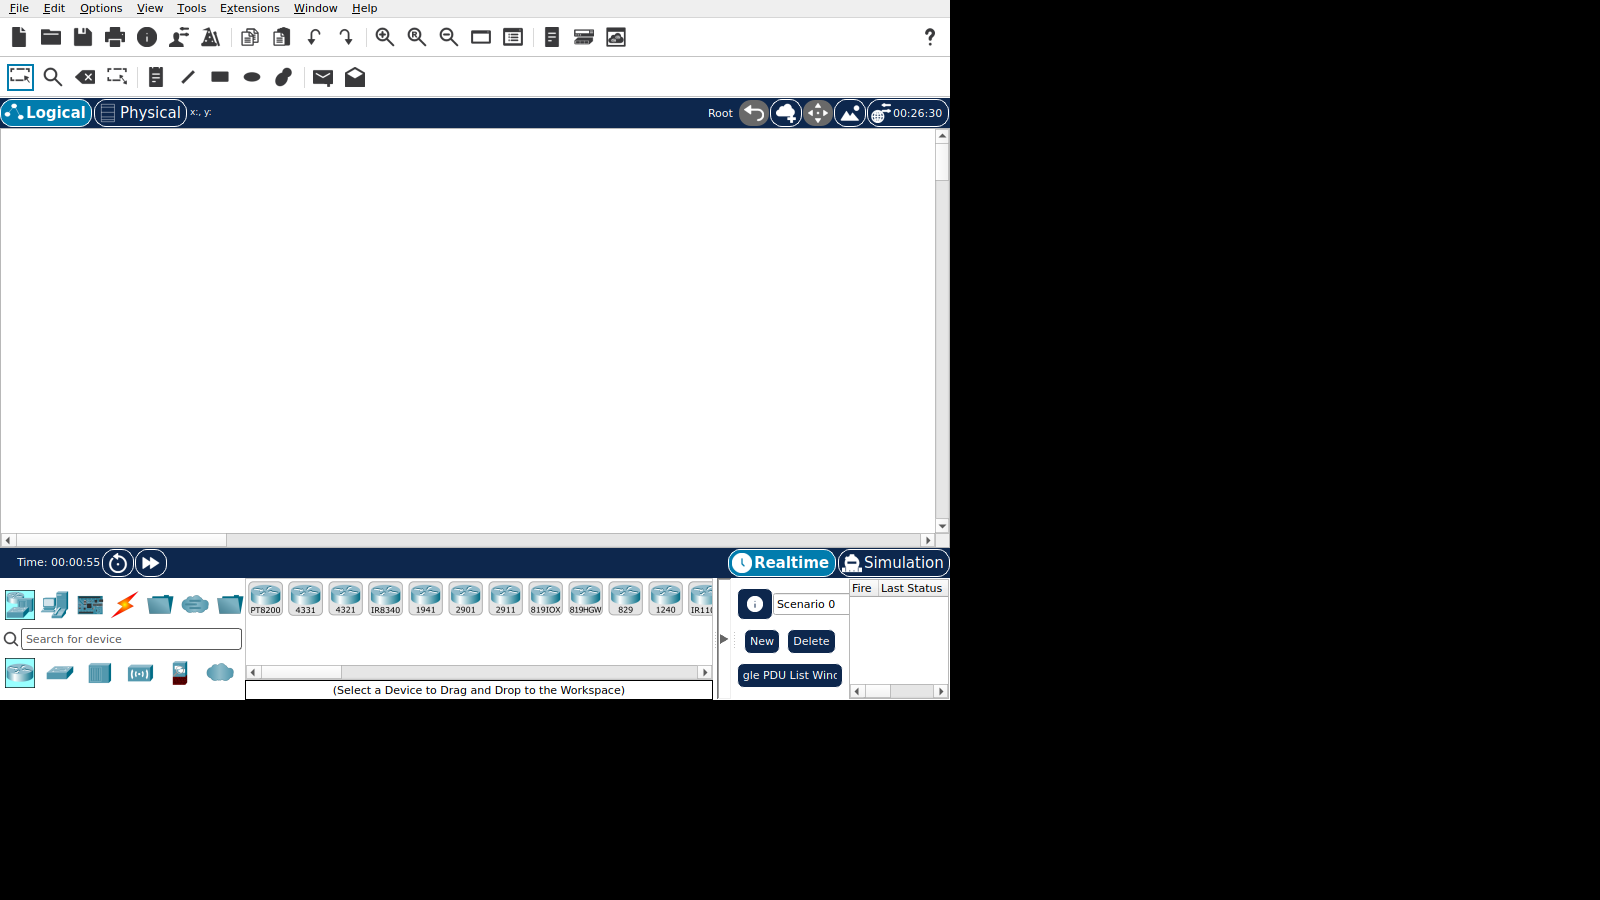 File Edit Options View Tools Extensions Window Help
Logical Physical x:, y: Root 00:26:30
Time: 00:00:55 Realtime Simulation
PT8200 4331 4321 IR8340 1941 2901 2911 819IOX 819HGW 829 1240 IR110
Search for device
(Select a Device to Drag and Drop to the Workspace)
Scenario 0
New Delete
gle PDU List Wind
Fire Last Status